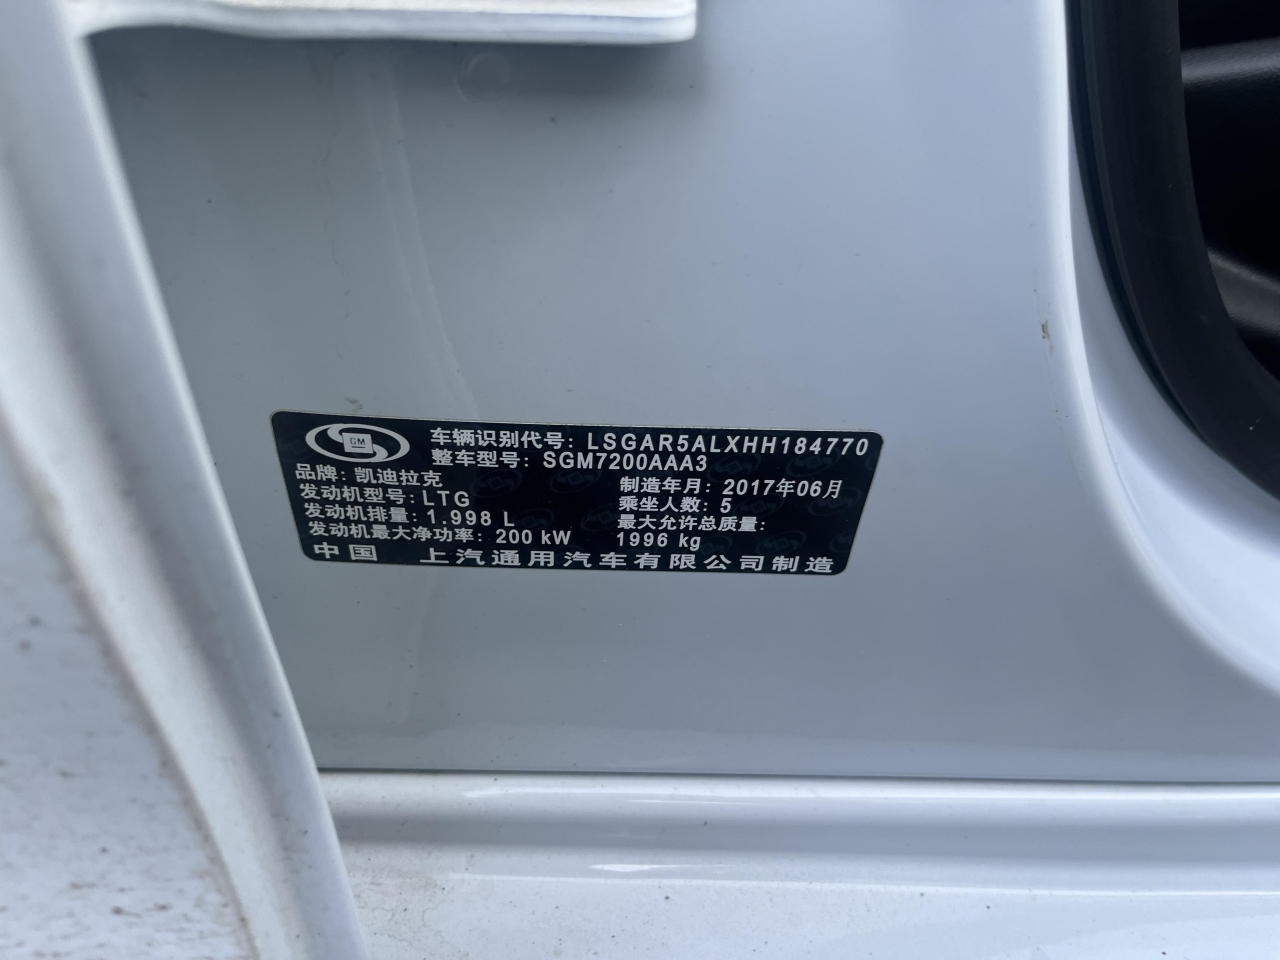 GM
车辆识别代号: LSGAR5ALXHH184770
整车型号: SGM7200AAA3
品牌: 凯迪拉克
制造年月: 2017年06月
发动机型号: LTG
乘坐人数: 5
发动机排量: 1.998 L
最大允许总质量:
发动机最大净功率: 200 kW
1996 kg
中国 上汽通用汽车有限公司制造